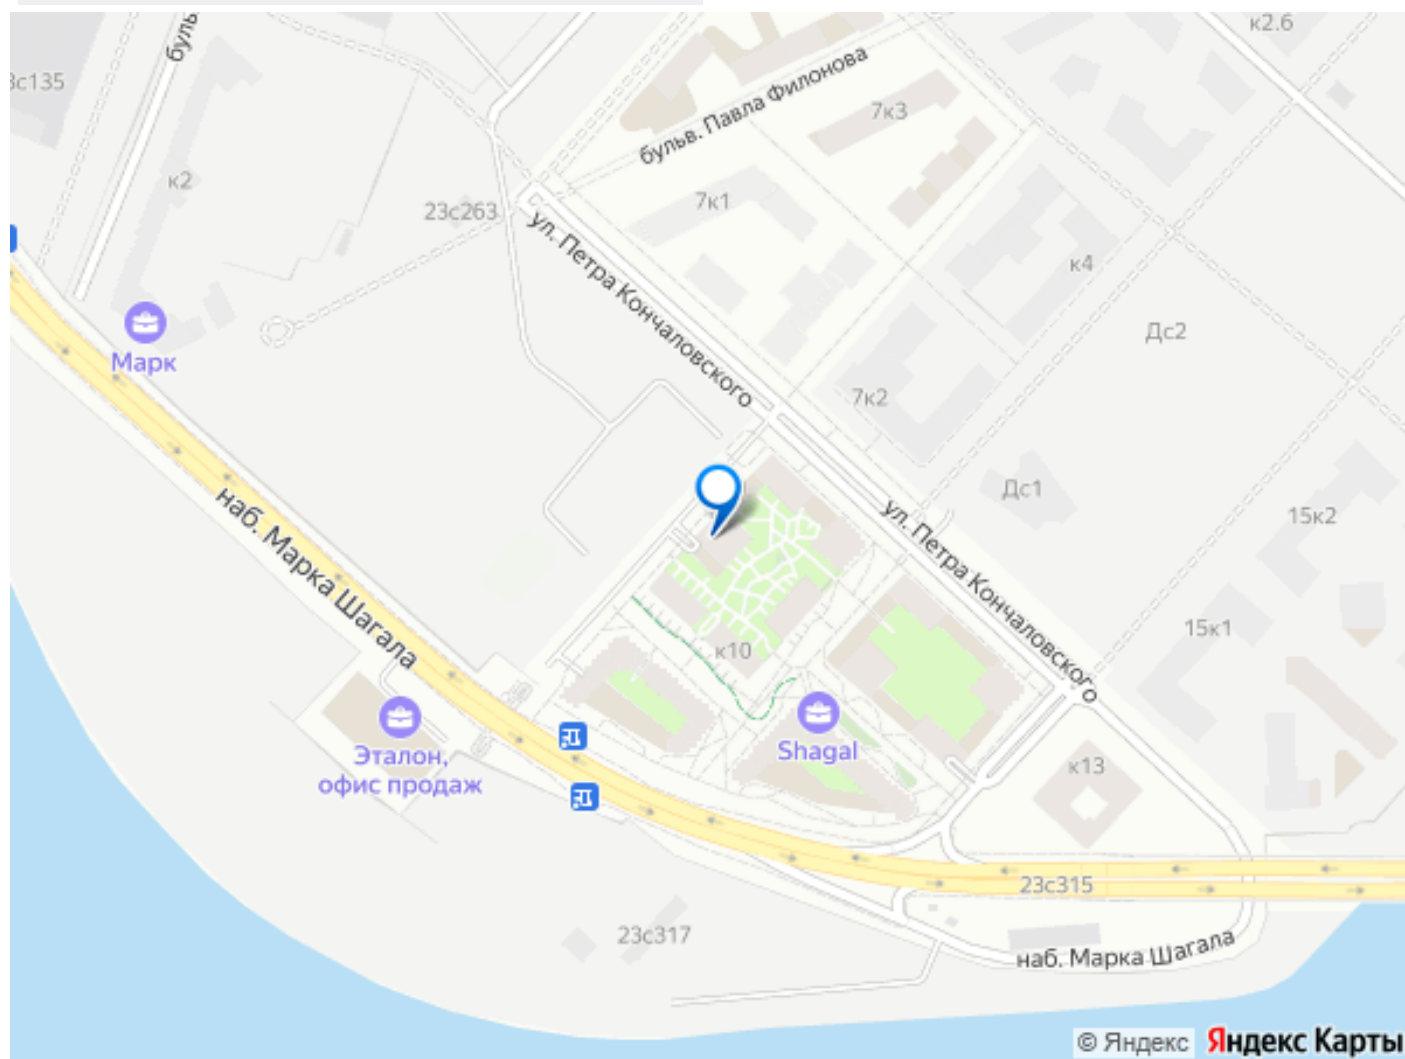 к2.6
буль
3с135
бульв. Павла Филонова
7к3
к2
23с263
7к1
ул. Петра Кончаловского
к4
Дс2
Марк
7к2
Дс1
15к2
ул. Петра Кончаловского
наб. Марка Шагала
15к1
к10
Эталон,
офис продаж
Shagal
к13
23с315
23с317
наб. Марка Шагала
© Яндекс Яндекс Карты